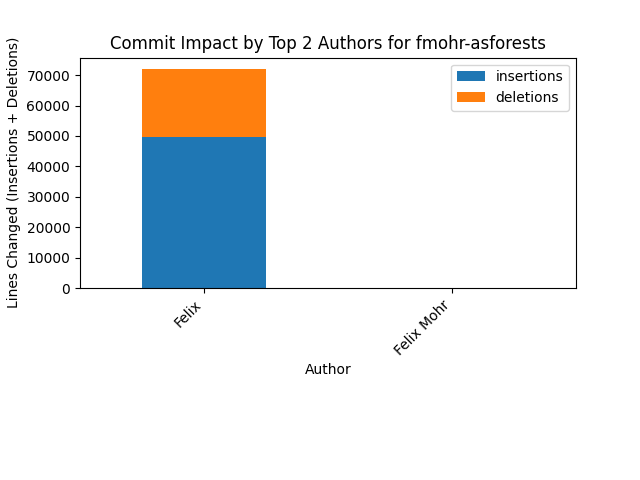 Commit Impact by Top 2 Authors for fmohr-asforests
Lines Changed (Insertions + Deletions)
70000
60000
50000
40000
30000
20000
10000
0
insertions
deletions
Felix
Felix Mohr
Author